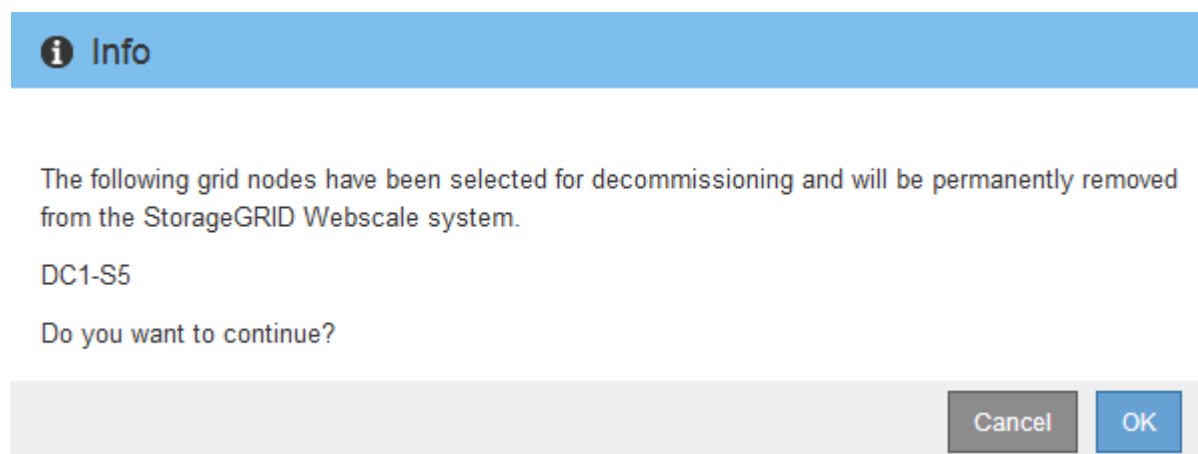 Info
The following grid nodes have been selected for decommissioning and will be permanently removed
from the StorageGRID Webscale system.
DC1-S5
Do you want to continue?
Cancel OK